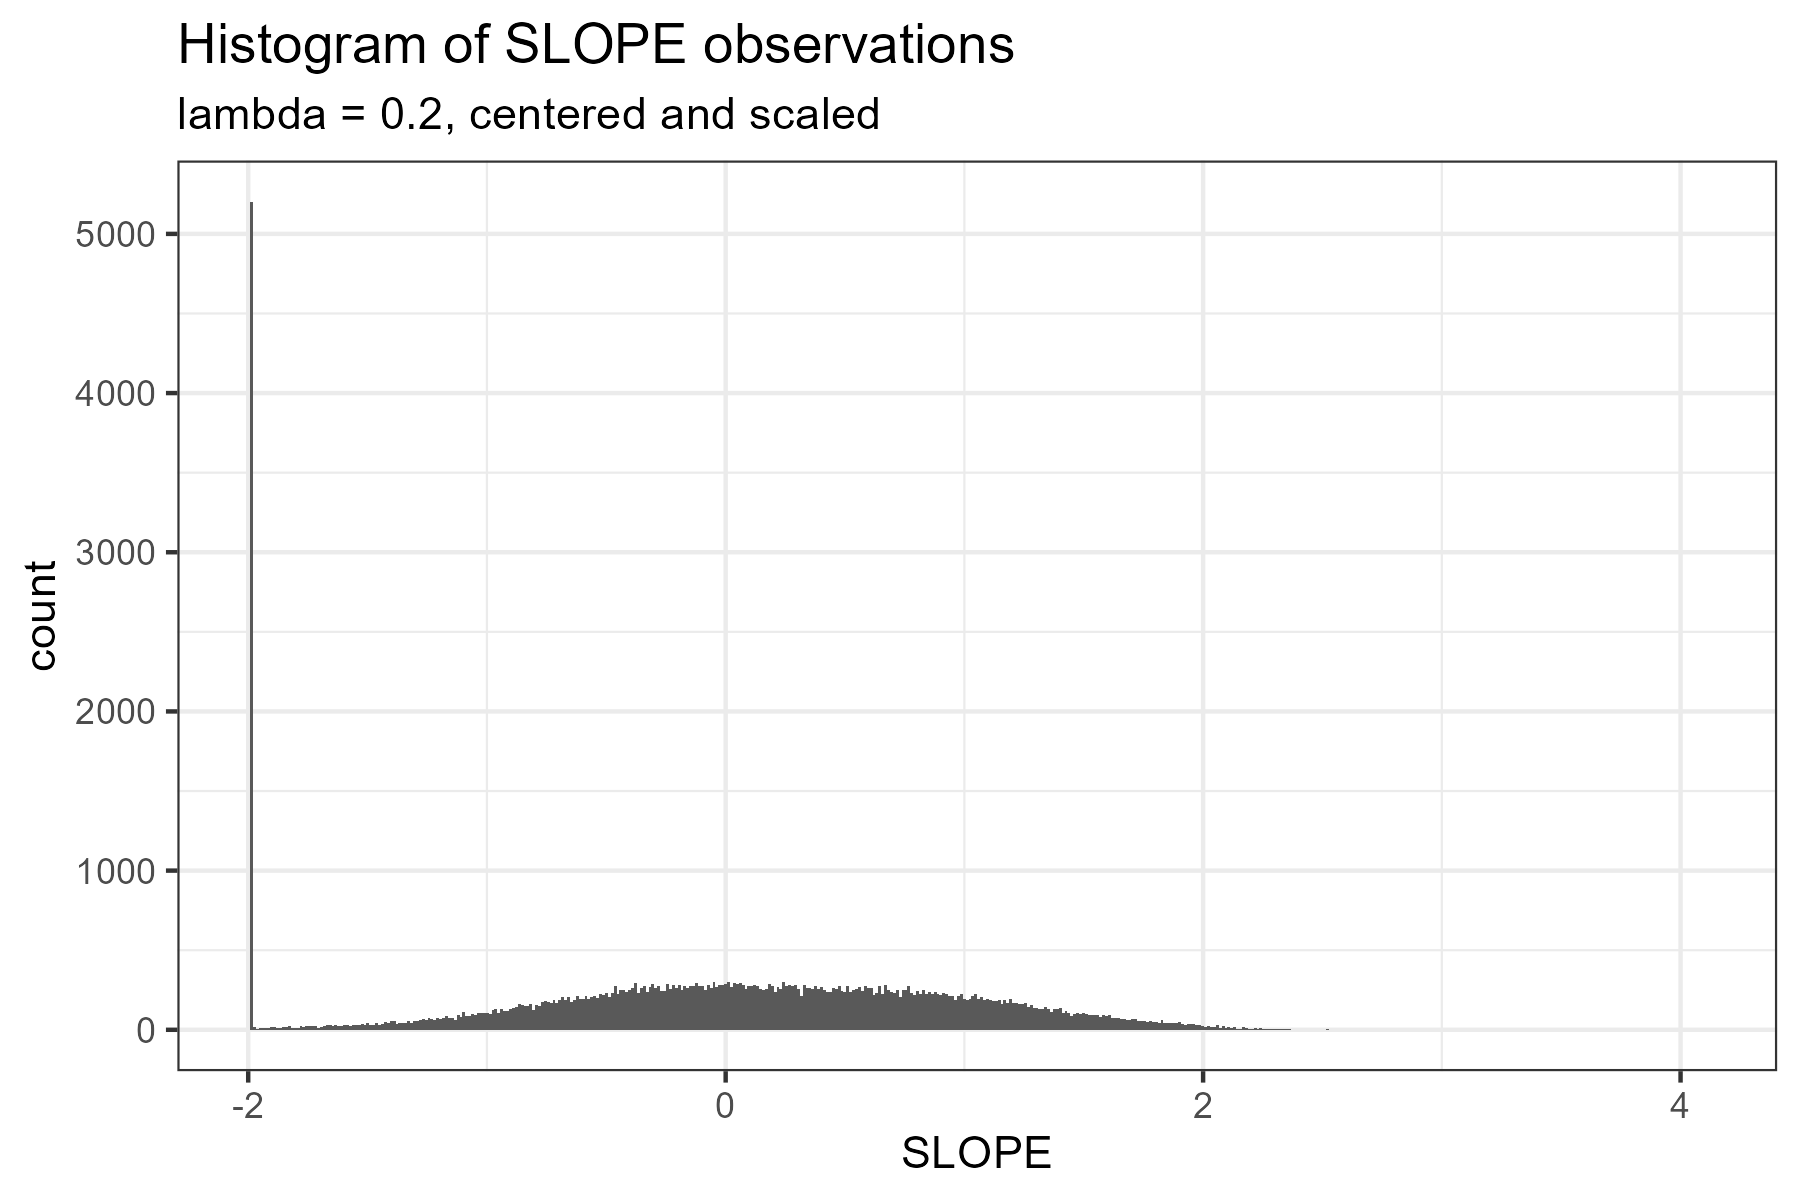 Histogram of SLOPE observations
lambda = 0.2, centered and scaled
count
5000
4000
3000
2000
1000
0
-2 0 2 4
SLOPE